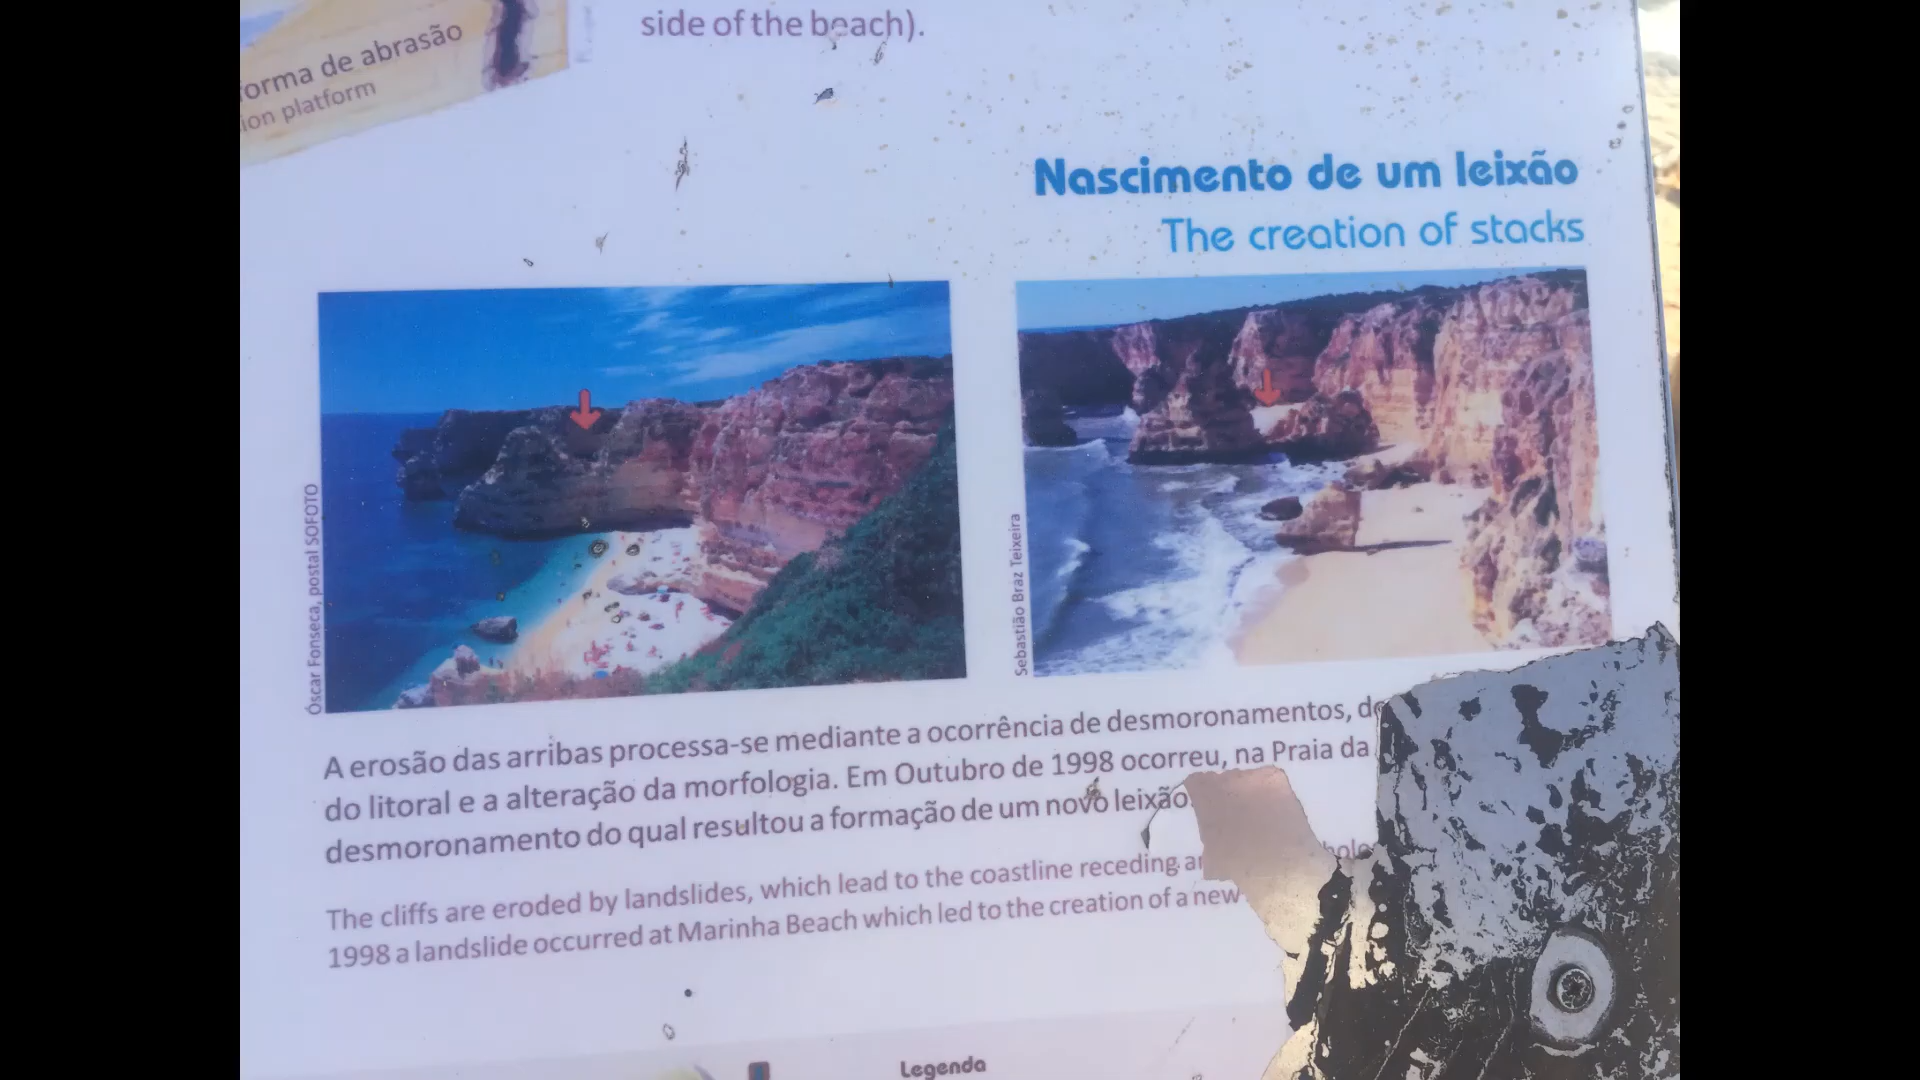 forma de abrasão
ion platform
side of the beach).
Nascimento de um leixão
The creation of stacks
Óscar Fonseca, postal SOFOTO
Sebastião Braz Teixeira
A erosão das arribas processa-se mediante a ocorrência de desmoronamentos,
do litoral e a alteração da morfologia. Em Outubro de 1998 ocorreu, na Praia da
desmoronamento do qual resultou a formação de um novo leixão.
The cliffs are eroded by landslides, which lead to the coastline receding
1998 a landslide occurred at Marinha Beach which led to the creation of a new
Legenda